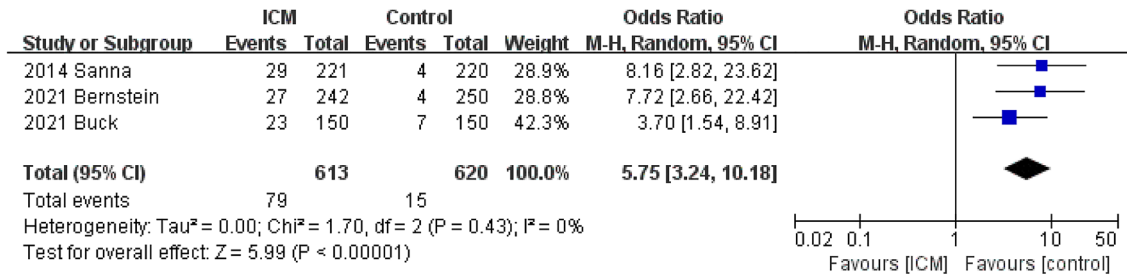 ICM Control Odds Ratio Odds Ratio
Study or Subgroup Events Total Events Total Weight M-H, Random, 95% CI M-H, Random, 95% CI
2014 Sanna 29 221 4 220 28.9% 8.16 [2.82, 23.62]
2021 Bernstein 27 242 4 250 28.8% 7.72 [2.66, 22.42]
2021 Buck 23 150 7 150 42.3% 3.70 [1.54, 8.91]
Total (95% CI) 613 620 100.0% 5.75 [3.24, 10.18]
Total events 79 15
Heterogeneity: Tau² = 0.00; Chi² = 1.70, df = 2 (P = 0.43); I² = 0%
Test for overall effect: Z = 5.99 (P < 0.00001)
0.02 0.1 1 10 50
Favours [ICM] Favours [control]